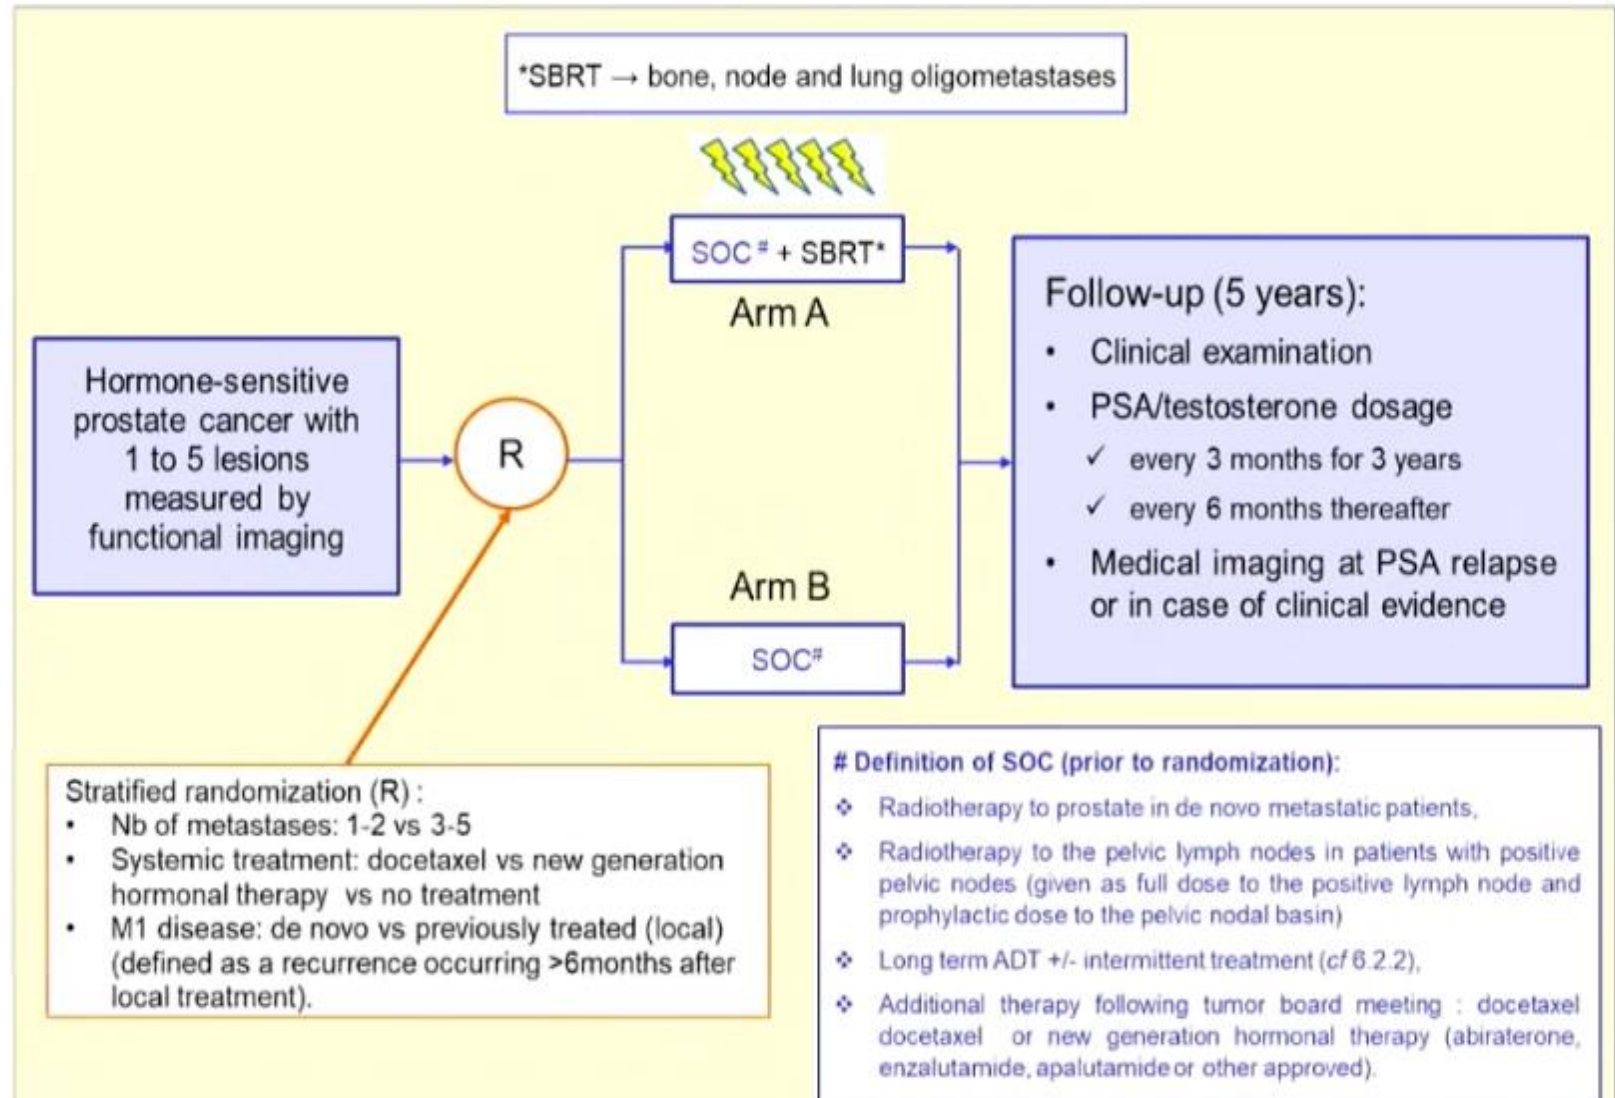 *SBRT → bone, node and lung oligometastases
SOC # + SBRT*
Arm A
Hormone-sensitive
prostate cancer with
1 to 5 lesions
measured by
functional imaging
R
Arm B
SOC#
Follow-up (5 years):
• Clinical examination
• PSA/testosterone dosage
✓ every 3 months for 3 years
✓ every 6 months thereafter
• Medical imaging at PSA relapse
or in case of clinical evidence
Stratified randomization (R) :
• Nb of metastases: 1-2 vs 3-5
• Systemic treatment: docetaxel vs new generation
hormonal therapy vs no treatment
• M1 disease: de novo vs previously treated (local)
(defined as a recurrence occurring >6months after
local treatment).
# Definition of SOC (prior to randomization):
❖ Radiotherapy to prostate in de novo metastatic patients,
❖ Radiotherapy to the pelvic lymph nodes in patients with positive
pelvic nodes (given as full dose to the positive lymph node and
prophylactic dose to the pelvic nodal basin)
❖ Long term ADT +/- intermittent treatment (cf 6.2.2),
❖ Additional therapy following tumor board meeting : docetaxel
docetaxel or new generation hormonal therapy (abiraterone,
enzalutamide, apalutamide or other approved).